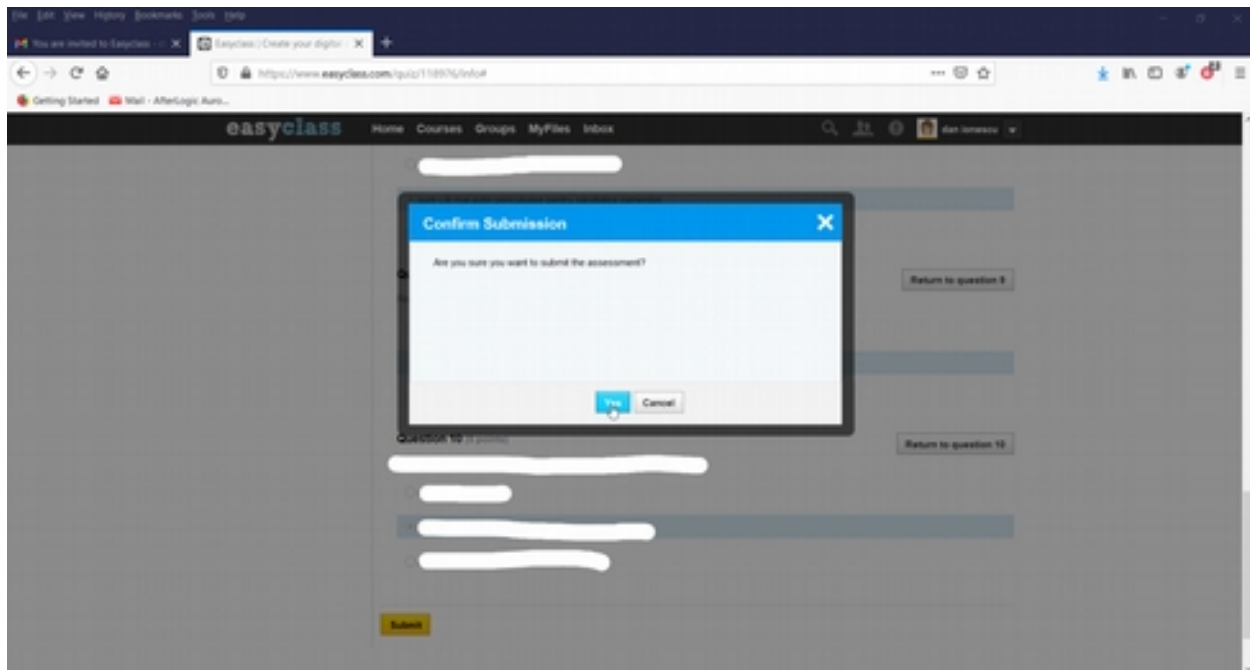 File Edit View History Bookmarks Tools Help
You are invited to Easyclass -
Easyclass | Create your digital
https://www.easyclass.com/quiz/118976/info#
Getting Started Mail - AfterLogic Auro...
easyclass Home Courses Groups MyFiles Inbox dan ionescu
Confirm Submission
Are you sure you want to submit the assessment?
Return to question 9
Yes Cancel
Question 10
Return to question 10
Submit